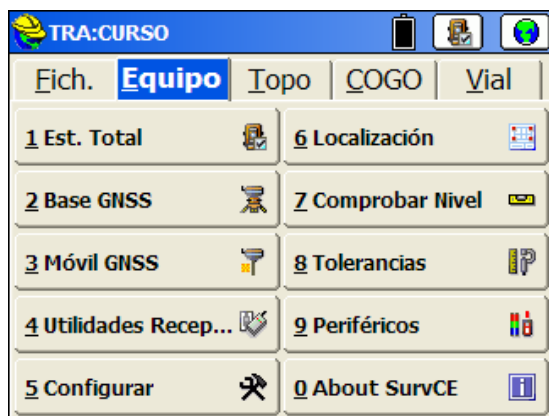 TRA:CURSO
Fich. Equipo Topo COGO Vial
1 Est. Total
6 Localización
2 Base GNSS
7 Comprobar Nivel
3 Móvil GNSS
8 Tolerancias
4 Utilidades Recep...
9 Periféricos
5 Configurar
0 About SurvCE